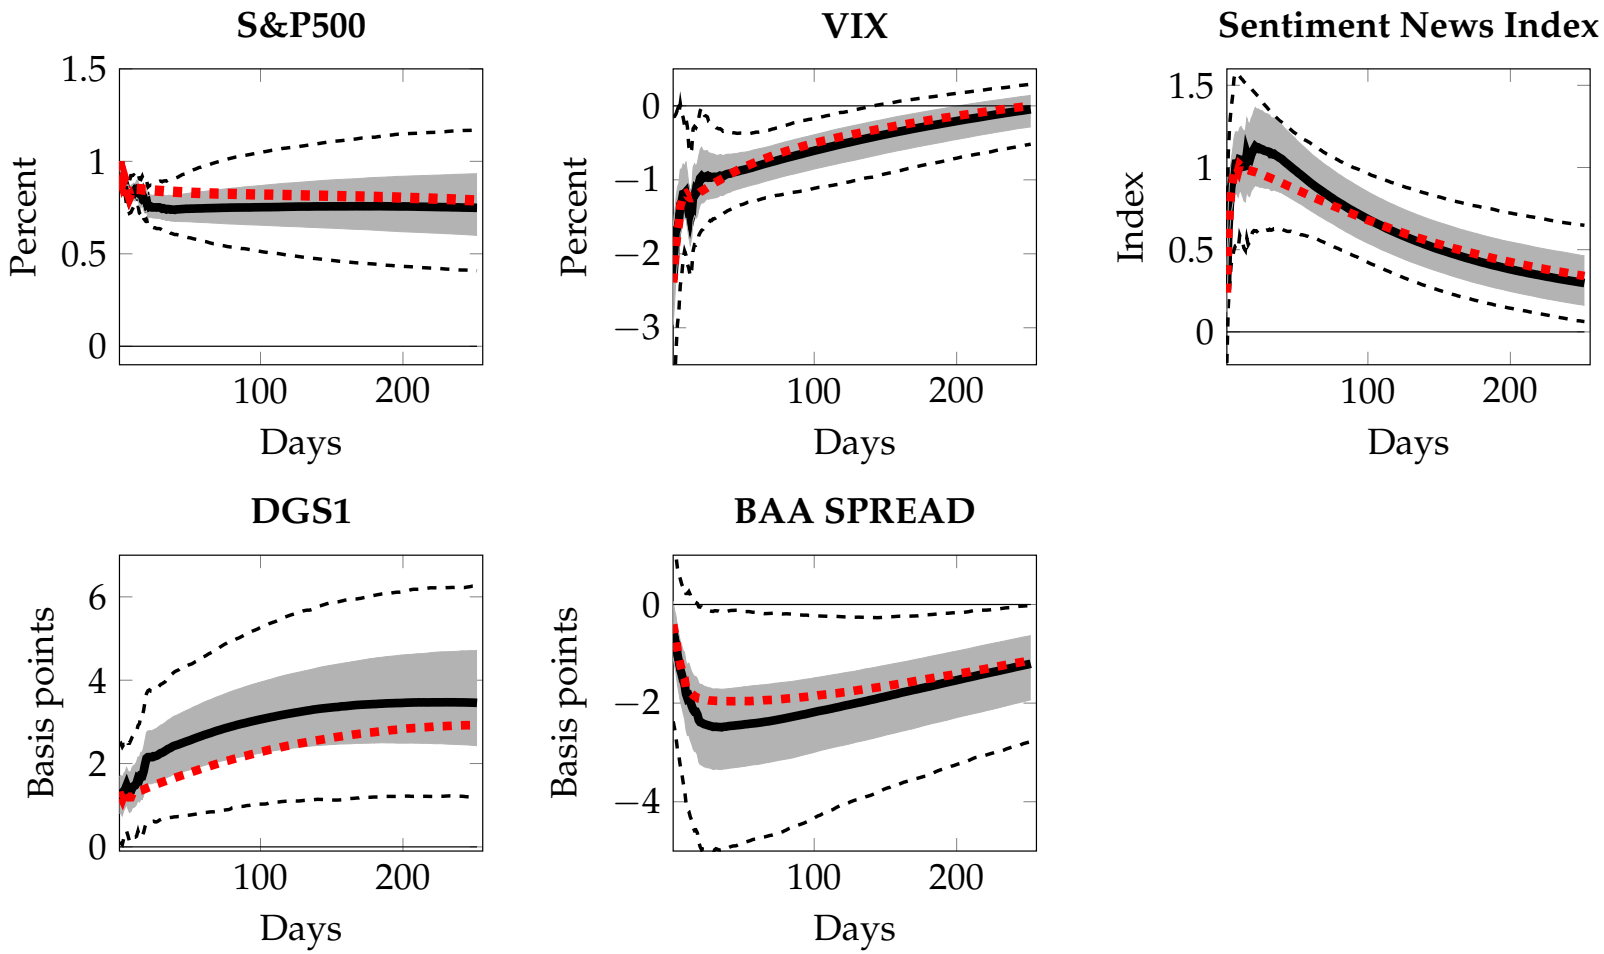 S&P500
VIX
Sentiment News Index
1.5
1
0.5
0
Percent
100
200
Days
0
−1
−2
−3
Percent
100
200
Days
1.5
1
0.5
0
Index
100
200
Days
DGS1
BAA SPREAD
6
4
2
0
Basis points
100
200
Days
0
−2
−4
Basis points
100
200
Days